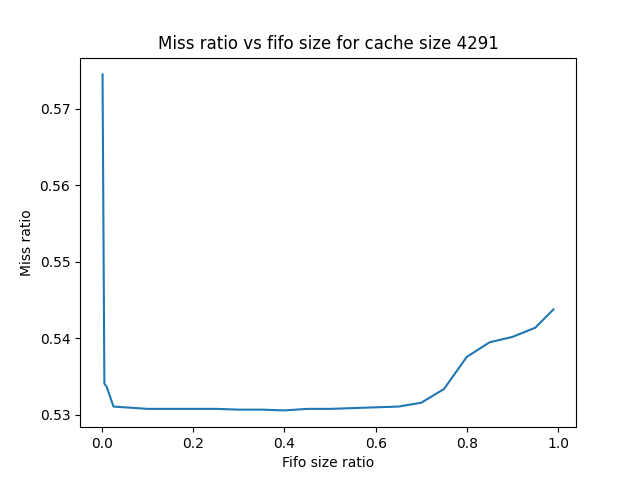 Miss ratio vs fifo size for cache size 4291
0.57
0.56
0.55
0.54
0.53
Miss ratio
0.0 0.2 0.4 0.6 0.8 1.0
Fifo size ratio